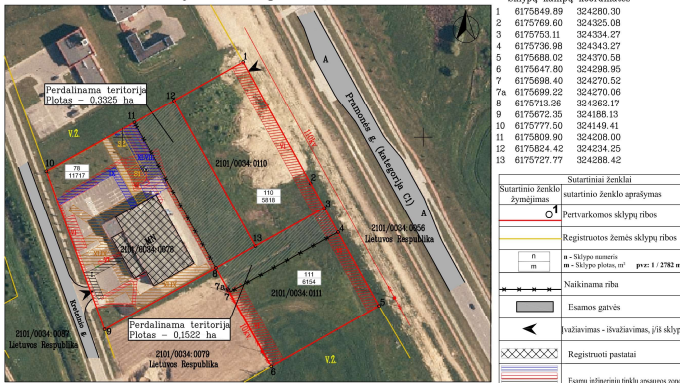 Sklypų kampų koordinatės
1 6175849.89 324280.30
2 6175769.60 324325.08
3 6175753.11 324334.27
4 6175736.98 324343.27
5 6175688.02 324370.58
6 6175647.80 324298.95
7 6175698.40 324270.52
7a 6175699.22 324270.06
8 6175713.26 324262.17
9 6175672.35 324188.13
10 6175777.50 324149.41
11 6175809.90 324208.00
12 6175824.42 324234.25
13 6175727.77 324288.42
Sutartiniai ženklai
Sutartinio ženklo žymėjimas
sutartinio ženklo aprašymas
1
Pertvarkomos sklypų ribos
Registruotos žemės sklypų ribos
n
m
n - Sklypo numeris
m - Sklypo plotas, m² pvz: 1 / 2782 m
Naikinama riba
Esamos gatvės
Įvažiavimas - išvažiavimas, į/iš sklyp
Registruoti pastatai
Esamų inžinerinių tinklų apsaugos zono
Perdalinama teritorija
Plotas – 0,3325 ha
1
12
11
10
V.Ž.
78
11717
2101/0034:0110
110
5818
A
Pramonės g. (kategorija C1)
A
2
3
4
2101/0034:0056
Lietuvos Respublika
2101/0034:0078
13
8
7a
7
111
6154
2101/0034:0111
5
Perdalinama teritorija
Plotas – 0,1522 ha
Kretinio g.
9
2101/0034:0087
Lietuvos Respublika
2101/0034:0079
Lietuvos Respublika
V.Ž.
6